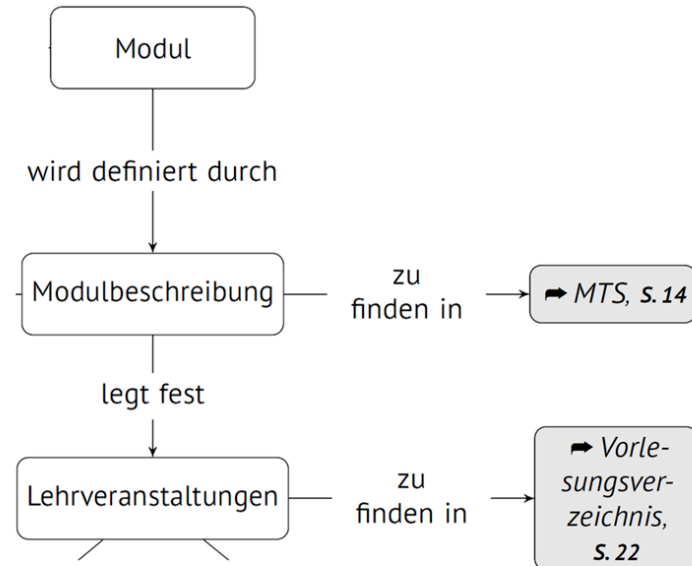 Modul
wird definiert durch
Modulbeschreibung
zu
finden in
➦ MTS, S. 14
legt fest
Lehrveranstaltungen
zu
finden in
➦ Vorle-
sungsver-
zeichnis,
S. 22